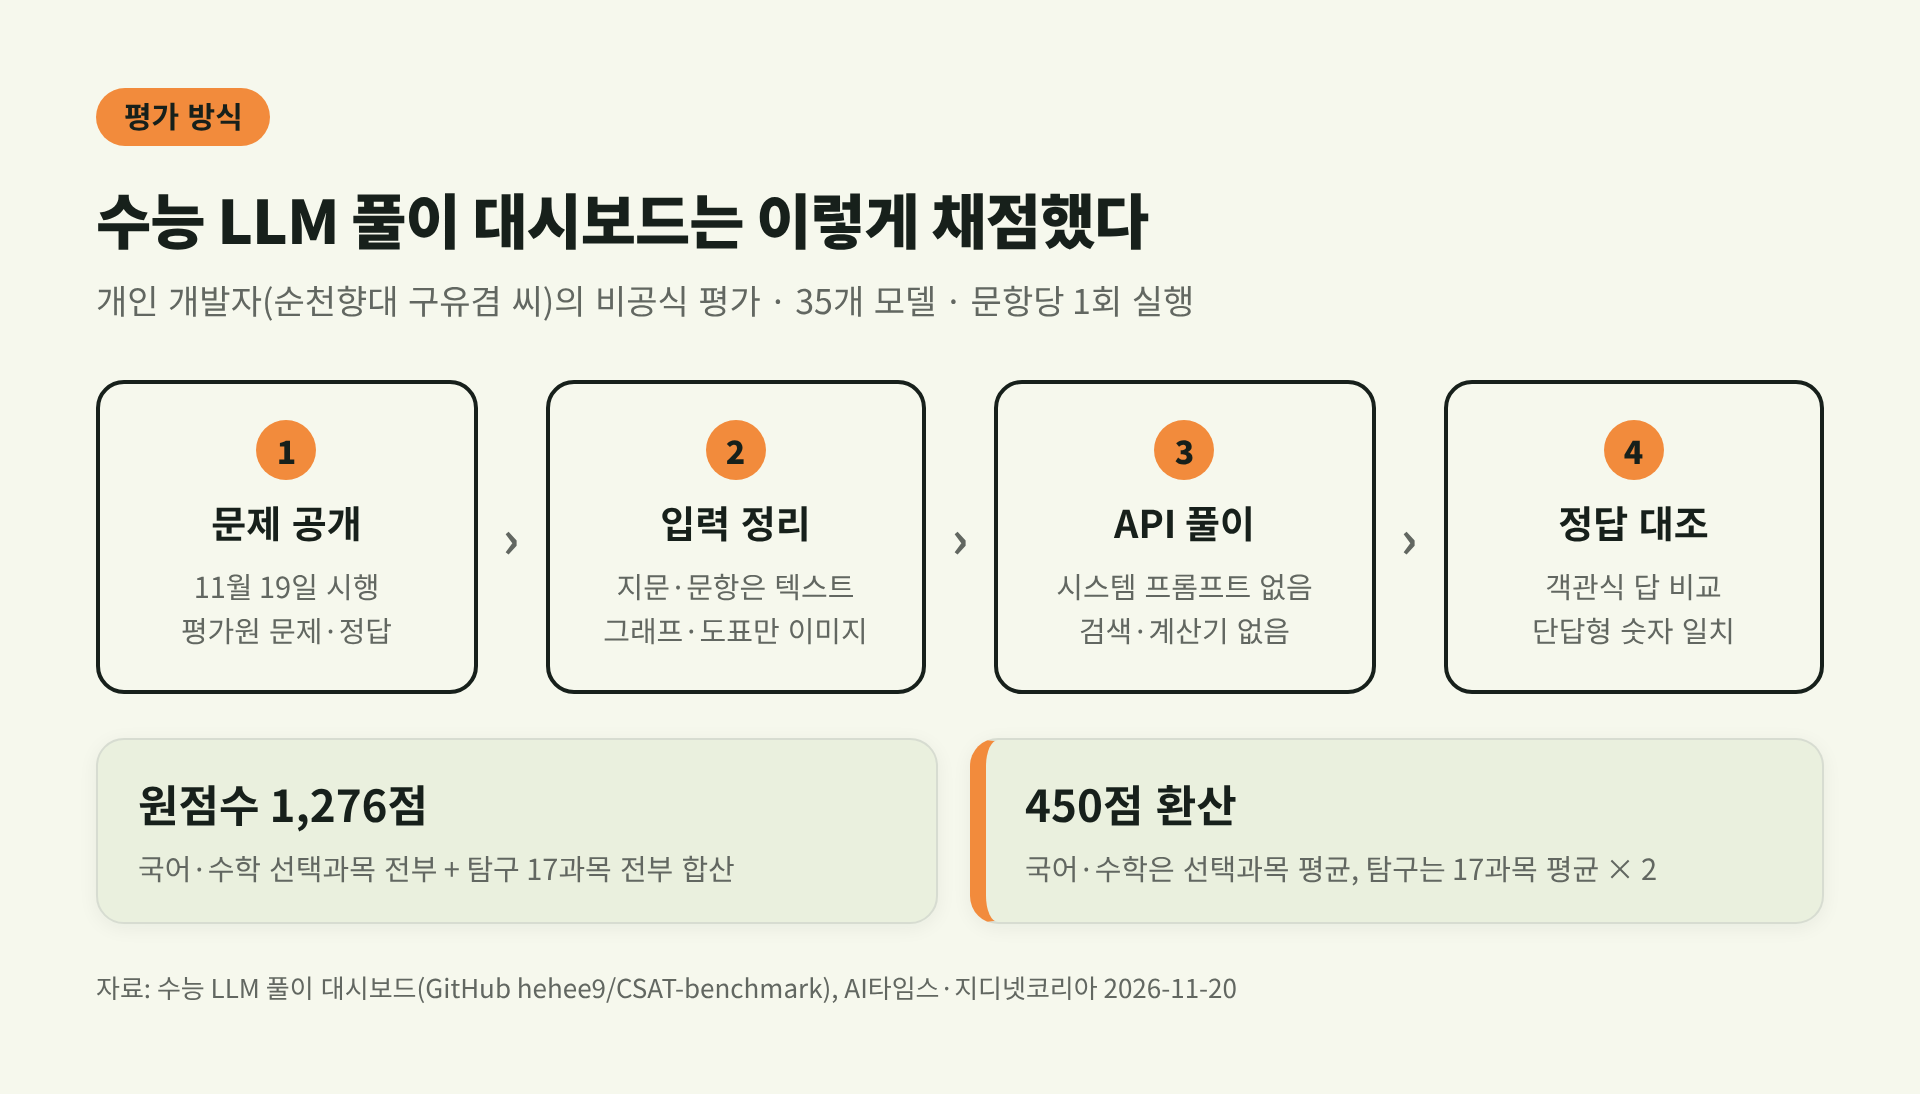 평가 방식
수능 LLM 풀이 대시보드는 이렇게 채점했다
개인 개발자(순천향대 구유겸 씨)의 비공식 평가 · 35개 모델 · 문항당 1회 실행
1
문제 공개
11월 19일 시행
평가원 문제·정답
›
2
입력 정리
지문·문항은 텍스트
그래프·도표만 이미지
›
3
API 풀이
시스템 프롬프트 없음
검색·계산기 없음
›
4
정답 대조
객관식 답 비교
단답형 숫자 일치
원점수 1,276점
국어·수학 선택과목 전부 + 탐구 17과목 전부 합산
450점 환산
국어·수학은 선택과목 평균, 탐구는 17과목 평균 × 2
자료: 수능 LLM 풀이 대시보드(GitHub hehee9/CSAT-benchmark), AI타임스·지디넷코리아 2026-11-20